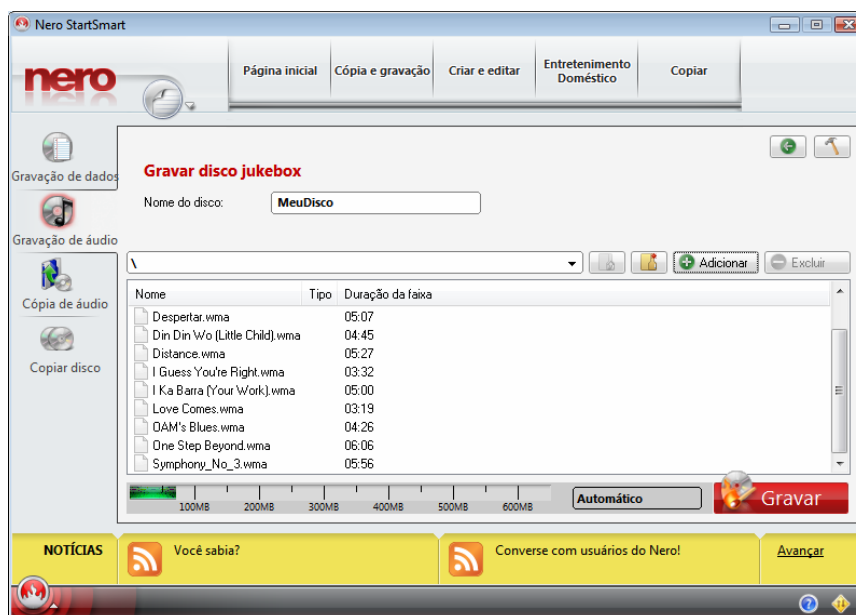 Nero StartSmart
nero
Página inicial
Cópia e gravação
Criar e editar
Entretenimento
Doméstico
Copiar
Gravação de dados
Gravação de áudio
Cópia de áudio
Copiar disco
Gravar disco jukebox
Nome do disco: MeuDisco
\ Adicionar Excluir
Nome Tipo Duração da faixa
Despertar.wma 05:07
Din Din Wo (Little Child).wma 04:45
Distance.wma 05:27
I Guess You're Right.wma 03:32
I Ka Barra (Your Work).wma 05:00
Love Comes.wma 03:19
OAM's Blues.wma 04:26
One Step Beyond.wma 06:06
Symphony_No_3.wma 05:56
100MB 200MB 300MB 400MB 500MB 600MB
Automático
Gravar
NOTÍCIAS Você sabia? Converse com usuários do Nero! Avançar